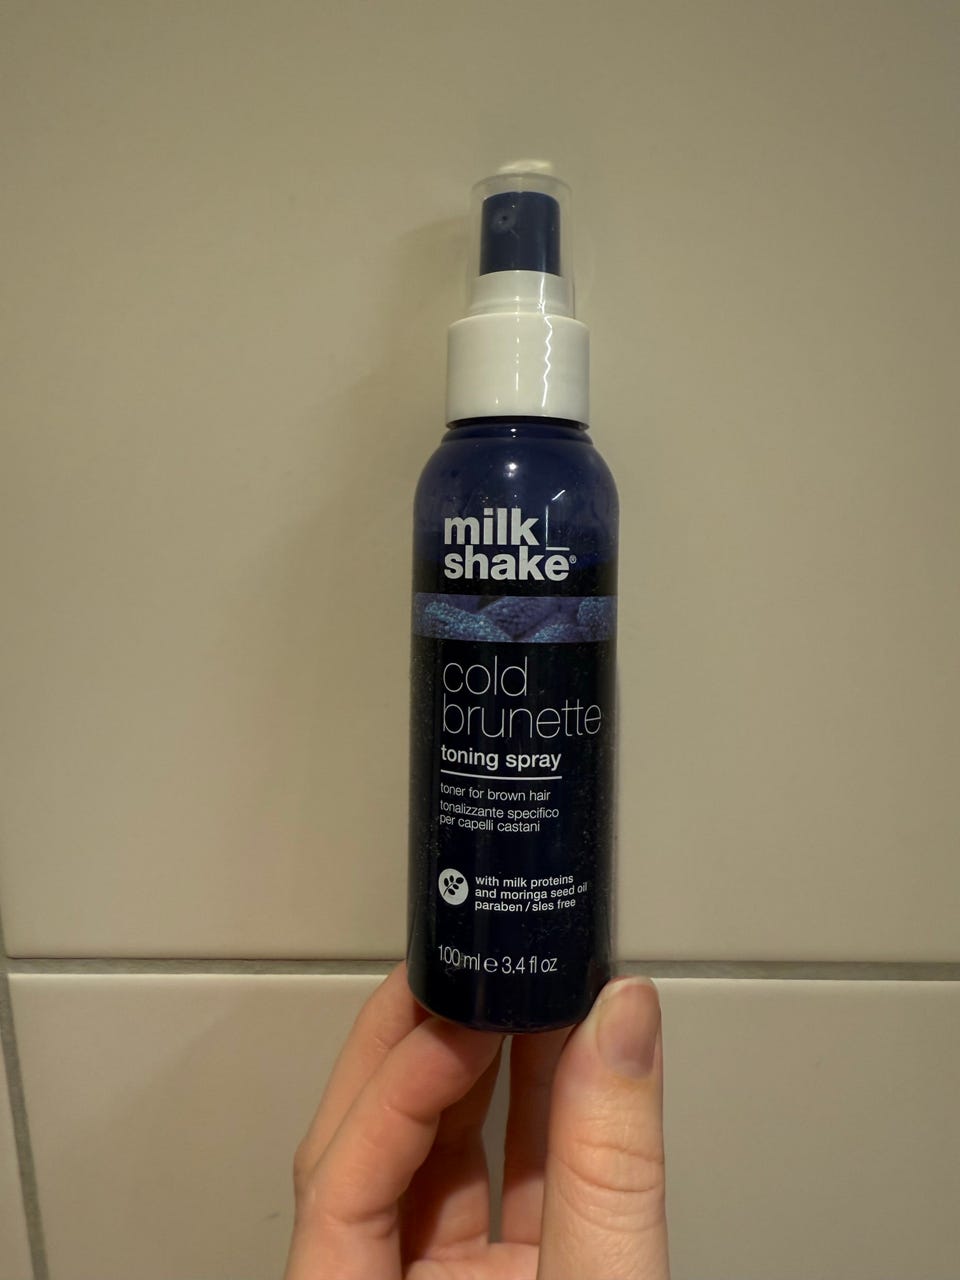 milk_
shake®
cold
brunette
toning spray
toner for brown hair
tonalizzante specifico
per capelli castani
with milk proteins
and moringa seed oil
paraben / sles free
100 ml e 3.4 fl oz